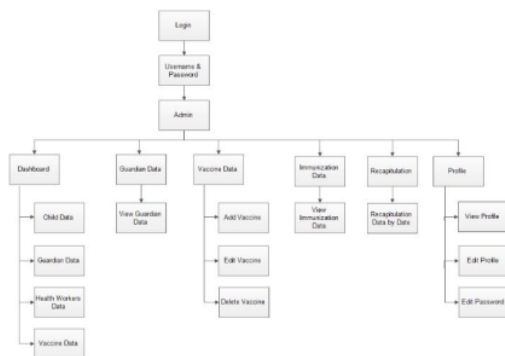 Login
Username &
Password
Admin
Dashboard
Guardian Data
Vaccine Data
Immunization
Data
Recapitulation
Profile
Child Data
Guardian Data
Health Workers
Data
Vaccine Data
View Guardian
Data
Add Vaccine
Edit Vaccine
Delete Vaccine
View
Immunization
Data
Recapitulation
Data by Date
View Profile
Edit Profile
Edit Password